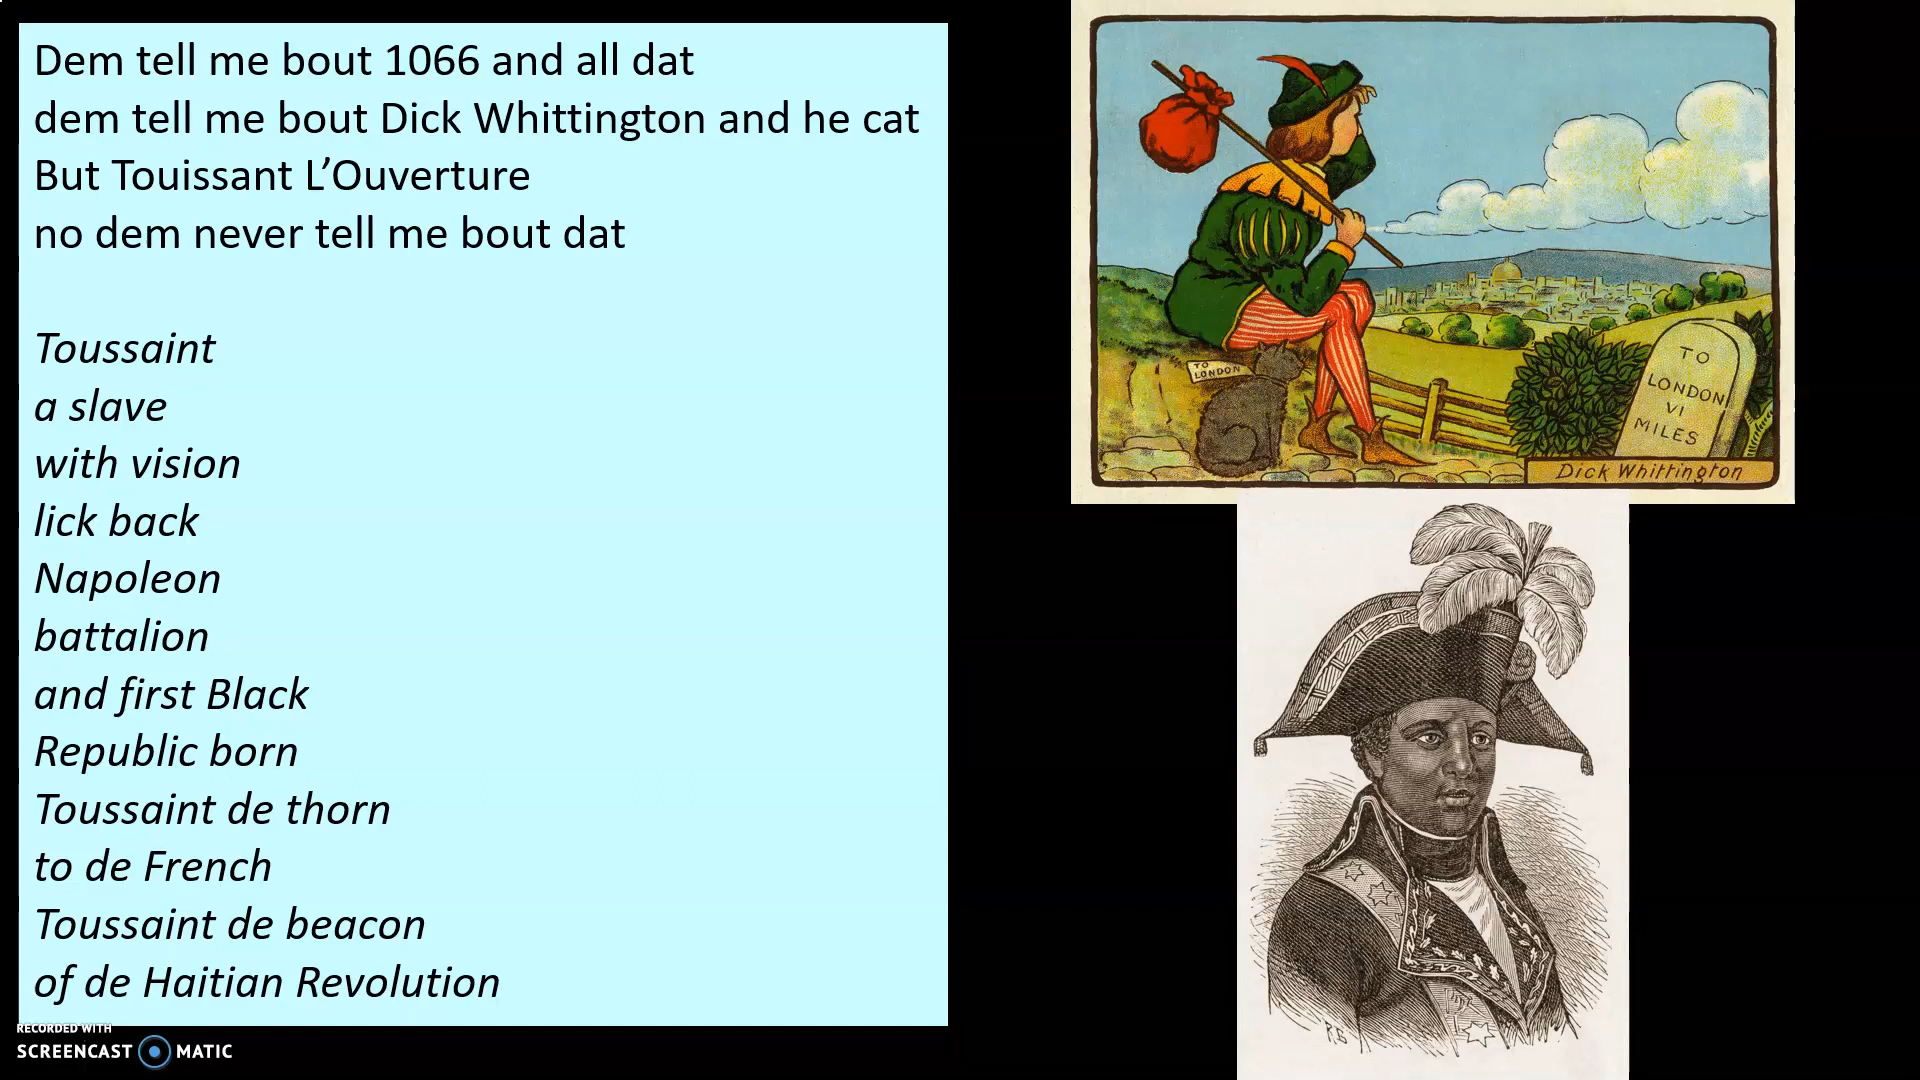 Dem tell me bout 1066 and all dat
dem tell me bout Dick Whittington and he cat
But Touissant L’Ouverture
no dem never tell me bout dat
Toussaint
a slave
with vision
lick back
Napoleon
battalion
and first Black
Republic born
Toussaint de thorn
to de French
Toussaint de beacon
of de Haitian Revolution
TO
LONDON
TO
LONDON
VI
MILES
Dick Whittington
RECORDED WITH
SCREENCAST MATIC